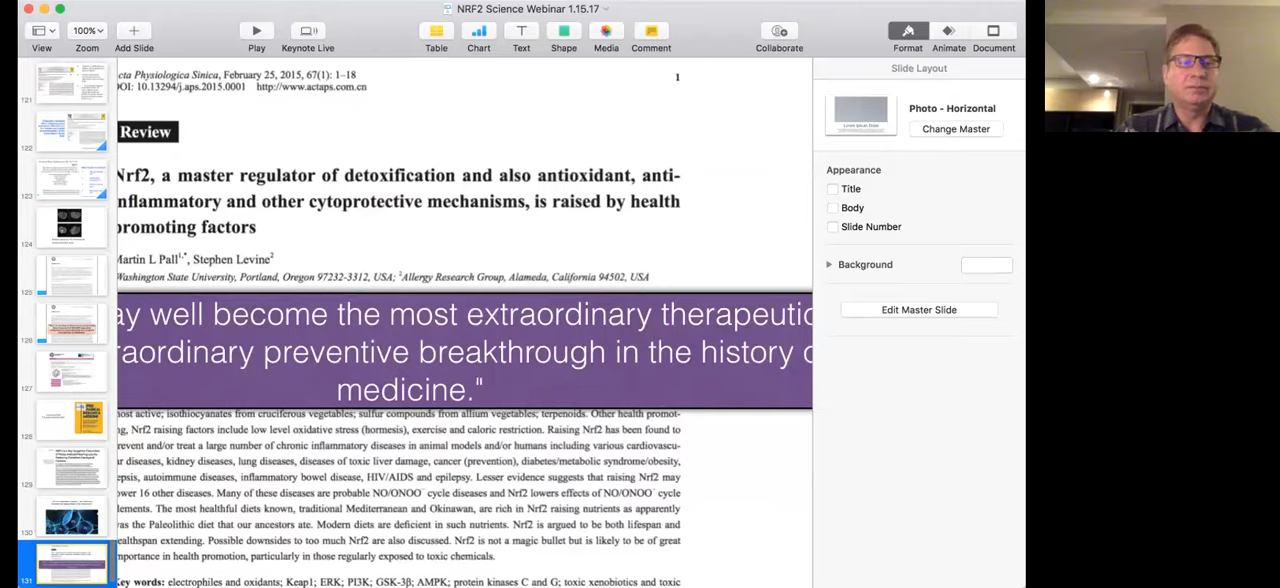 NRF2 Science Webinar 1.15.17
100%
View
Zoom
Add Slide
Play
Keynote Live
Table
Chart
Text
Shape
Media
Comment
Collaborate
Format
Animate
Document
121
122
123
124
125
126
127
128
129
130
131
cta Physiologica Sinica, February 25, 2015, 67(1): 1–18
1
OI: 10.13294/j.aps.2015.0001 http://www.actaps.com.cn
Review
Nrf2, a master regulator of detoxification and also antioxidant, anti-
nflammatory and other cytoprotective mechanisms, is raised by health
promoting factors
Martin L Pall1,*, Stephen Levine2
Washington State University, Portland, Oregon 97232-3312, USA; 2Allergy Research Group, Alameda, California 94502, USA
ay well become the most extraordinary therapeutic
raordinary preventive breakthrough in the history o
medicine."
most active; isothiocyanates from cruciferous vegetables; sulfur compounds from allium vegetables; terpenoids. Other health promot-
ng, Nrf2 raising factors include low level oxidative stress (hormesis), exercise and caloric restriction. Raising Nrf2 has been found to
revent and/or treat a large number of chronic inflammatory diseases in animal models and/or humans including various cardiovascu-
ar diseases, kidney diseases, lung diseases, diseases of toxic liver damage, cancer (prevention), diabetes/metabolic syndrome/obesity,
epsis, autoimmune diseases, inflammatory bowel disease, HIV/AIDS and epilepsy. Lesser evidence suggests that raising Nrf2 may
ower 16 other diseases. Many of these diseases are probable NO/ONOO⁻ cycle diseases and Nrf2 lowers effects of NO/ONOO⁻ cycle
lements. The most healthful diets known, traditional Mediterranean and Okinawan, are rich in Nrf2 raising nutrients as apparently
was the Paleolithic diet that our ancestors ate. Modern diets are deficient in such nutrients. Nrf2 is argued to be both lifespan and
ealthspan extending. Possible downsides to too much Nrf2 are also discussed. Nrf2 is not a magic bullet but is likely to be of great
mportance in health promotion, particularly in those regularly exposed to toxic chemicals.
Key words: electrophiles and oxidants; Keap1; ERK; PI3K; GSK-3β; AMPK; protein kinases C and G; toxic xenobiotics and toxic
Slide Layout
Photo - Horizontal
Change Master
Appearance
Title
Body
Slide Number
Background
Edit Master Slide